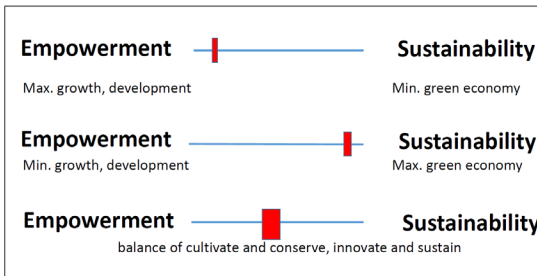 Empowerment Sustainability
Max. growth, development Min. green economy
Empowerment Sustainability
Min. growth, development Max. green economy
Empowerment Sustainability
balance of cultivate and conserve, innovate and sustain